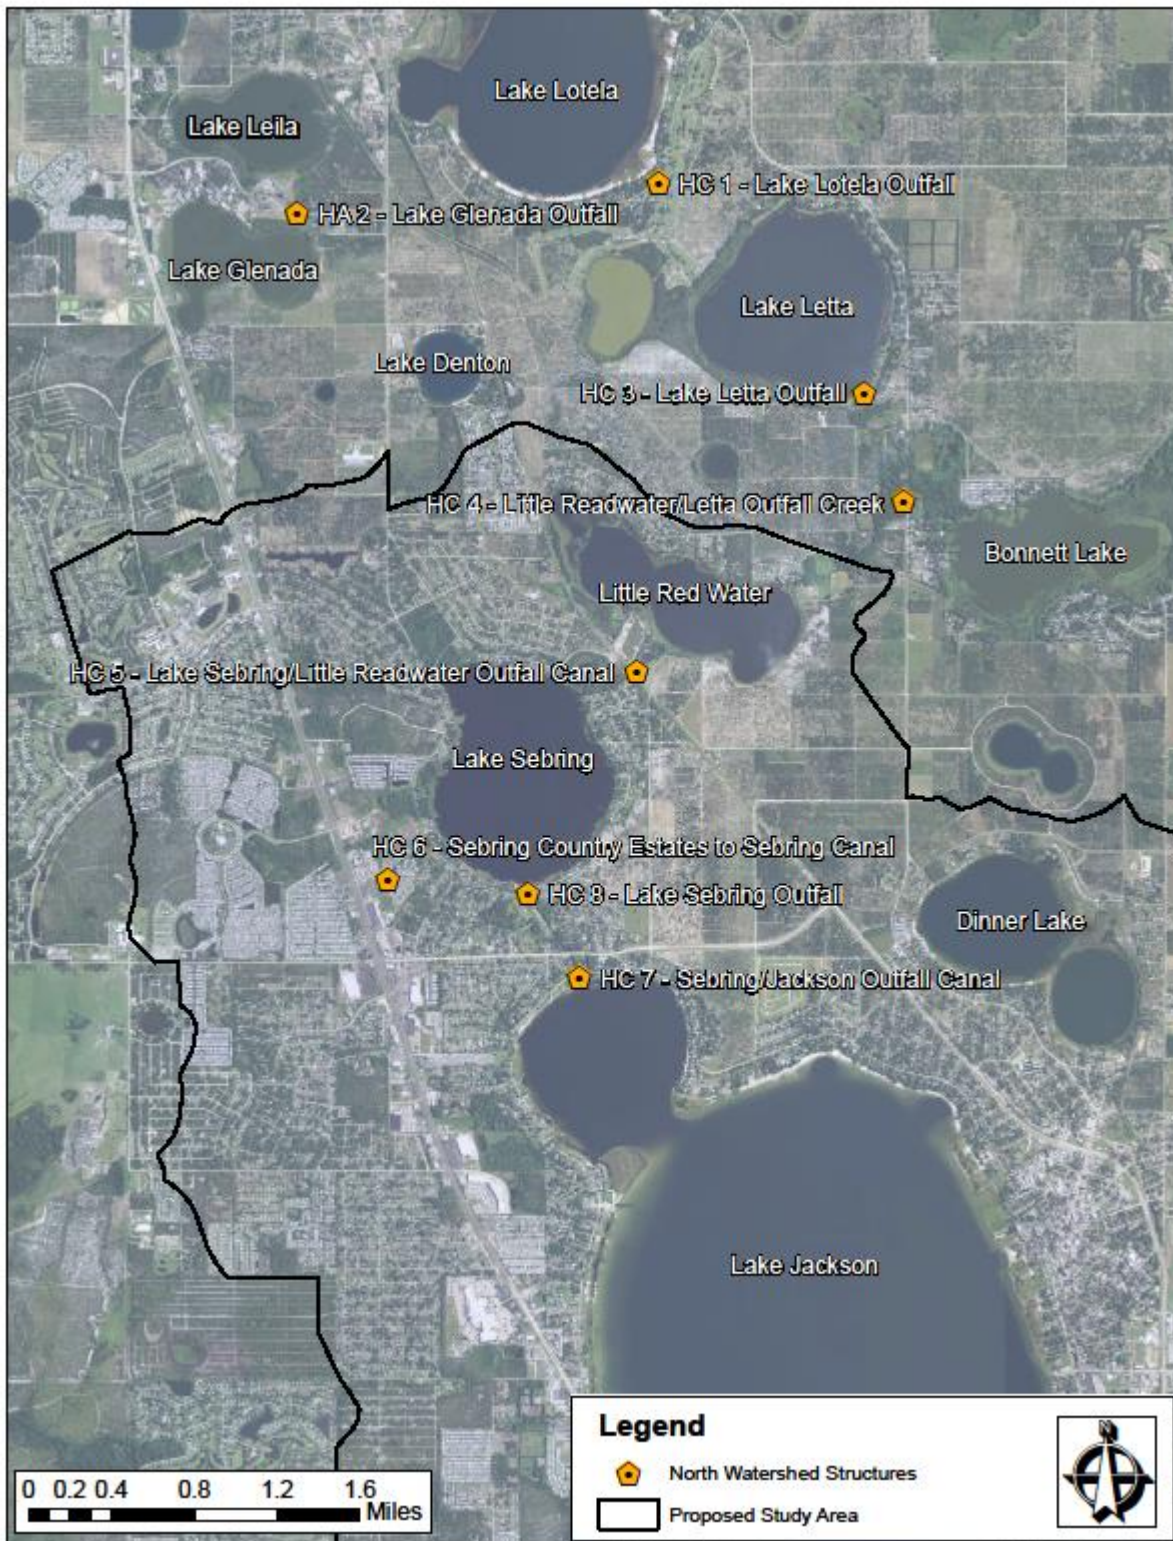 Lake Lotela
Lake Leila
HC 1 - Lake Lotela Outfall
HA 2 - Lake Glenada Outfall
Lake Glenada
Lake Letta
Lake Denton
HC 3 - Lake Letta Outfall
HC 4 - Little Readwater/Letta Outfall Creek
Bonnett Lake
Little Red Water
HC 5 - Lake Sebring/Little Readwater Outfall Canal
Lake Sebring
HC 6 - Sebring Country Estates to Sebring Canal
HC 8 - Lake Sebring Outfall
Dinner Lake
HC 7 - Sebring/Jackson Outfall Canal
Lake Jackson
Legend
North Watershed Structures
Proposed Study Area
N
0 0.2 0.4 0.8 1.2 1.6
Miles